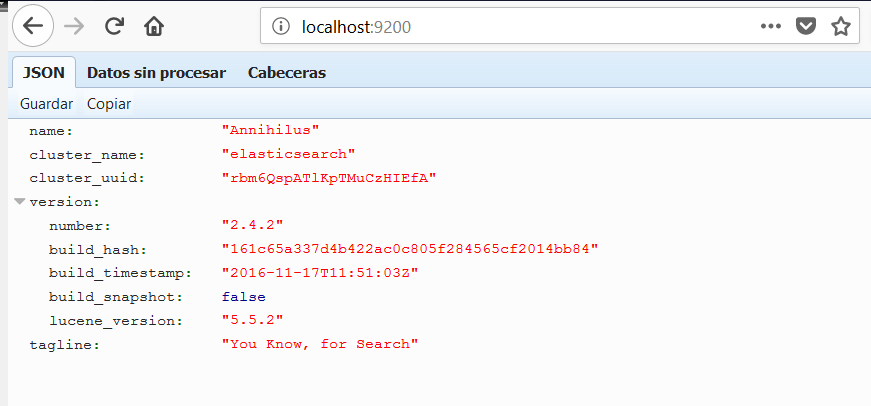 localhost:9200
JSON Datos sin procesar Cabeceras
Guardar Copiar
name: "Annihilus"
cluster_name: "elasticsearch"
cluster_uuid: "rbm6QspATlKpTMuCzHIEfA"
version:
number: "2.4.2"
build_hash: "161c65a337d4b422ac0c805f284565cf2014bb84"
build_timestamp: "2016-11-17T11:51:03Z"
build_snapshot: false
lucene_version: "5.5.2"
tagline: "You Know, for Search"